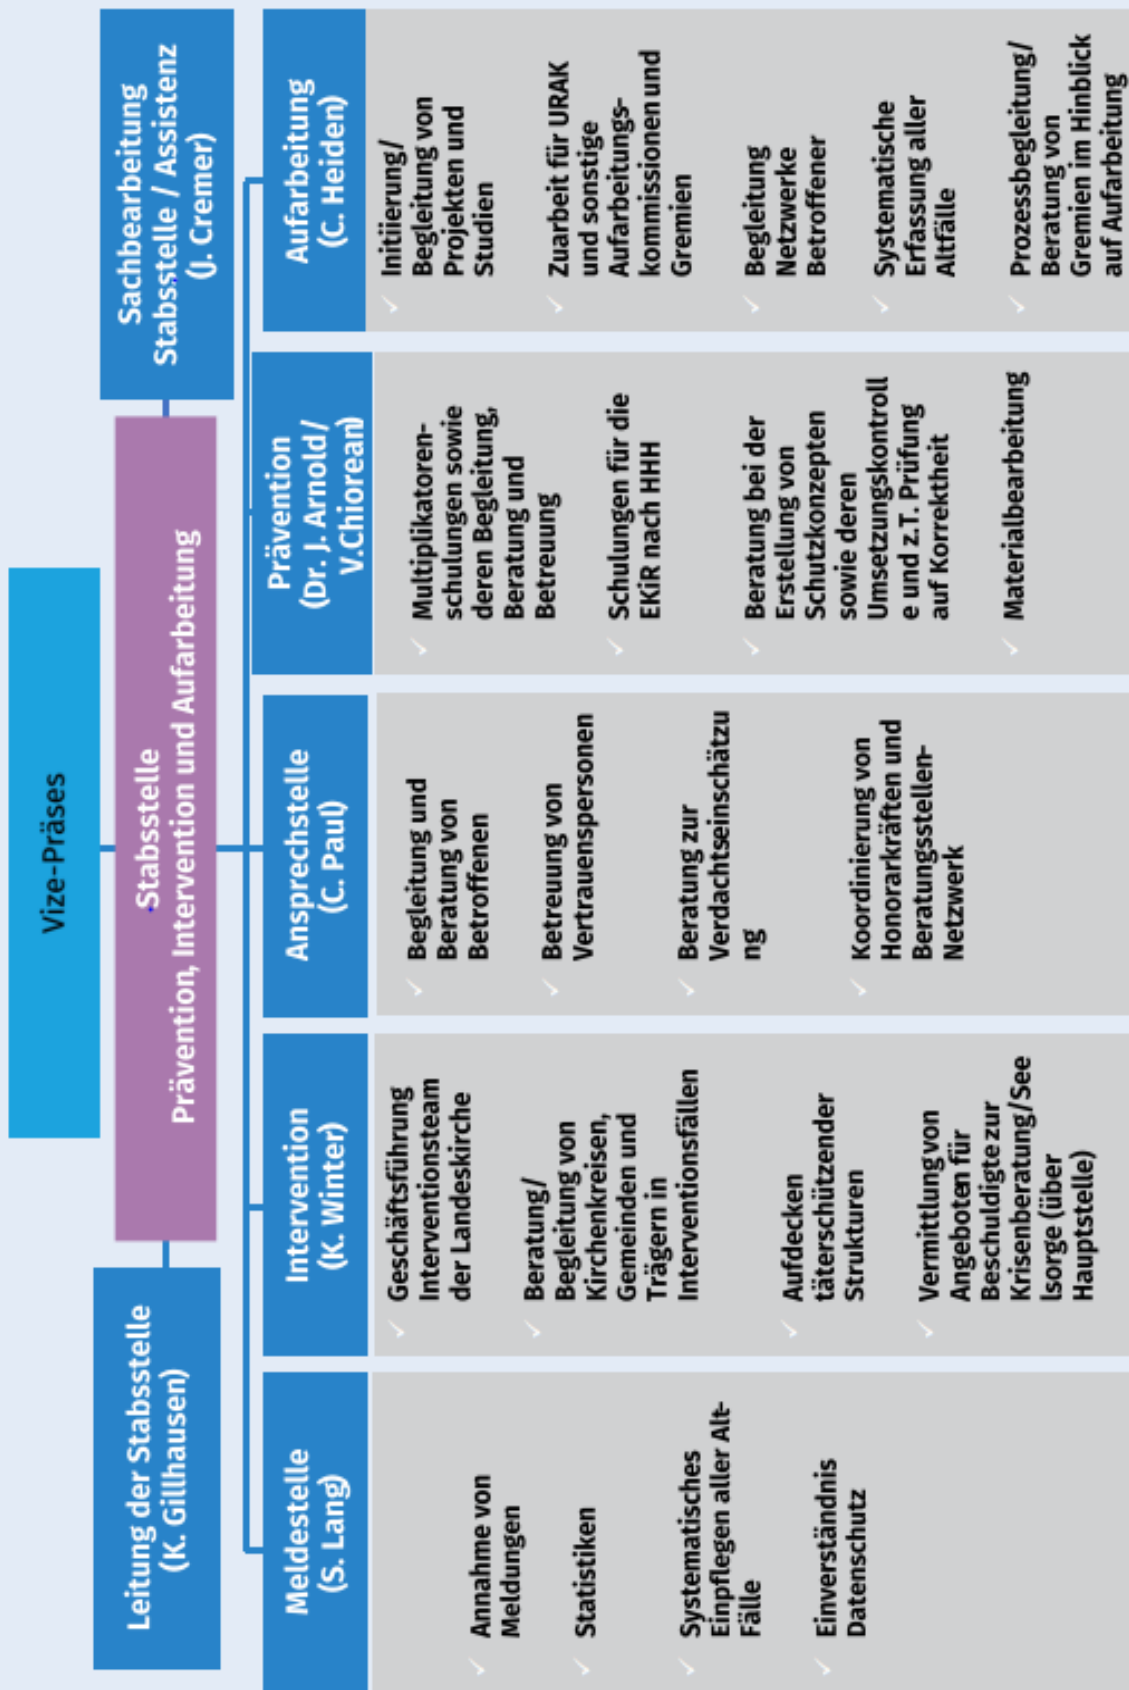 Vize-Präses
Leitung der Stabsstelle
(K. Gillhausen)
Stabsstelle
Prävention, Intervention und Aufarbeitung
Sachbearbeitung
Stabsstelle / Assistenz
(J. Cremer)
Meldestelle
(S. Lang)
Annahme von
Meldungen
Statistiken
Systematisches
Einpflegen aller Alt-
Fälle
Einverständnis
Datenschutz
Intervention
(K. Winter)
Geschäftsführung
Interventionsteam
der Landeskirche
Beratung/
Begleitung von
Kirchenkreisen,
Gemeinden und
Trägern in
Interventionsfällen
Aufdecken
täterschützender
Strukturen
Vermittlung von
Angeboten für
Beschuldigte zur
Krisenberatung/See
lsorge (über
Hauptstelle)
Ansprechstelle
(C. Paul)
Begleitung und
Beratung von
Betroffenen
Betreuung von
Vertrauenspersonen
Beratung zur
Verdachtseinschätzu
ng
Koordinierung von
Honorarkräften und
Beratungsstellen-
Netzwerk
Prävention
(Dr. J. Arnold/
V.Chiorean)
Multiplikatoren-
schulungen sowie
deren Begleitung,
Beratung und
Betreuung
Schulungen für die
EKiR nach HHH
Beratung bei der
Erstellung von
Schutzkonzepten
sowie deren
Umsetzungskontroll
e und z.T. Prüfung
auf Korrektheit
Materialbearbeitung
Aufarbeitung
(C. Heiden)
Initiierung/
Begleitung von
Projekten und
Studien
Zuarbeit für URAK
und sonstige
Aufarbeitungs-
kommissionen und
Gremien
Begleitung
Netzwerke
Betroffener
Systematische
Erfassung aller
Altfälle
Prozessbegleitung/
Beratung von
Gremien im Hinblick
auf Aufarbeitung